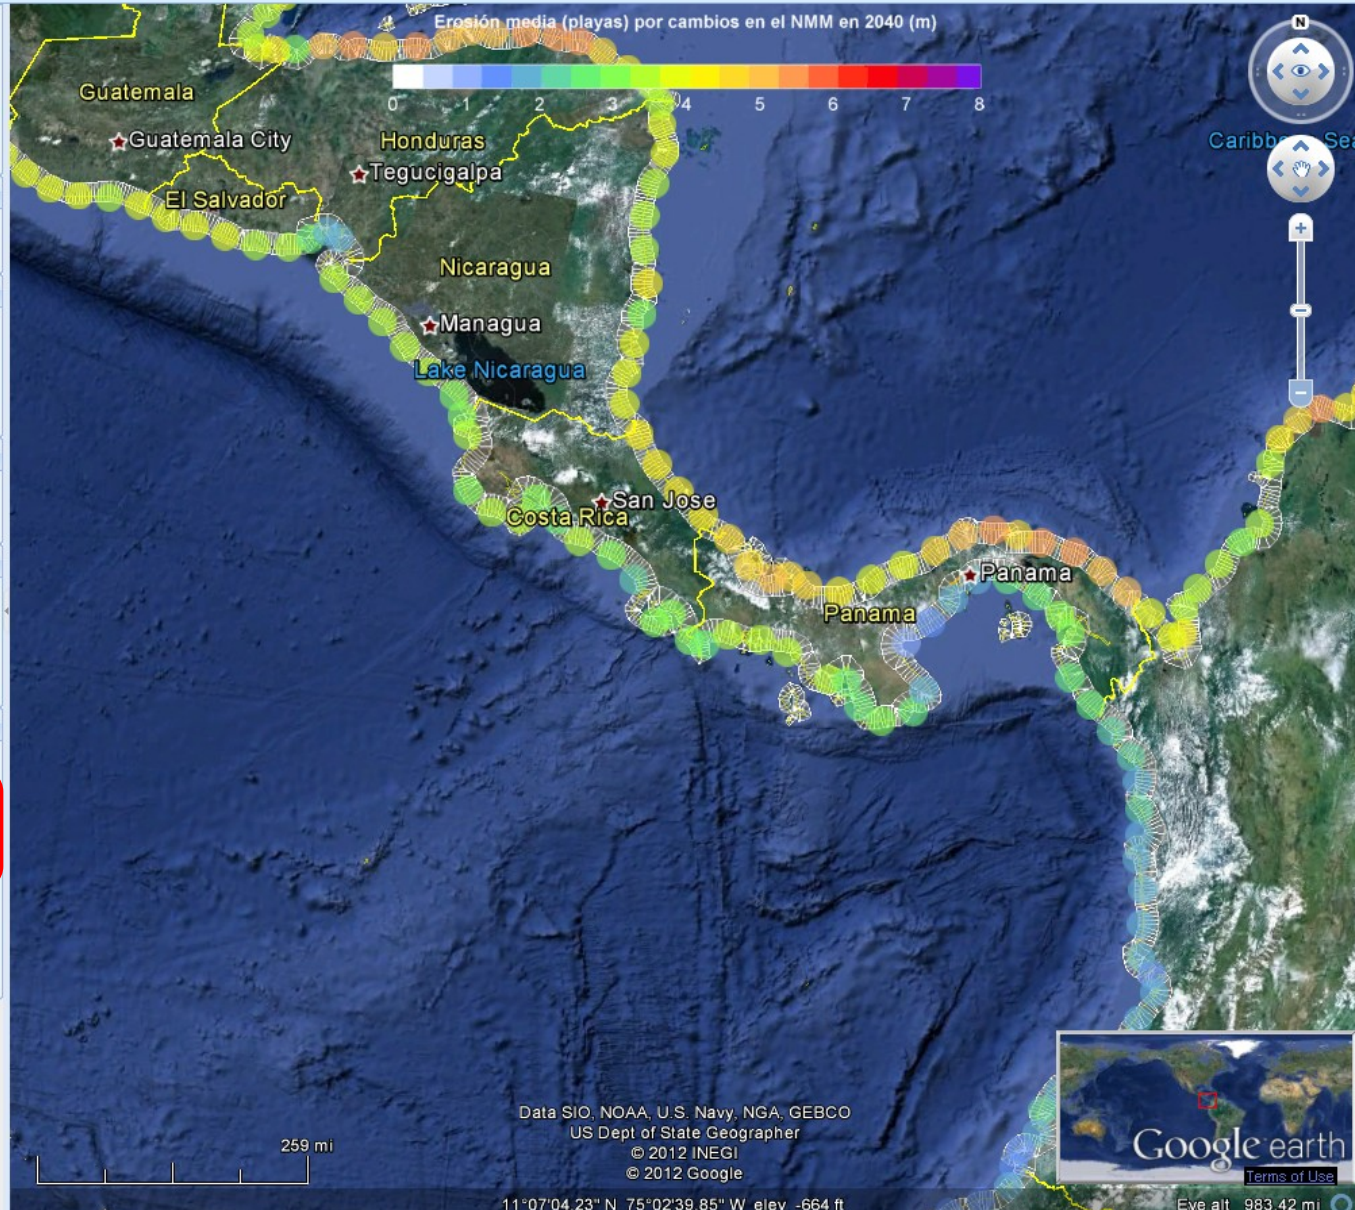 Erosión media (playas) por cambios en el NMM en 2040 (m)
0 1 2 3 4 5 6 7 8
N
Guatemala
Guatemala City
Honduras
Tegucigalpa
Caribbe Sea
El Salvador
Nicaragua
Managua
Lake Nicaragua
San Jose
Costa Rica
Panama
Panama
Data SIO, NOAA, U.S. Navy, NGA, GEBCO
US Dept of State Geographer
© 2012 INEGI
© 2012 Google
259 mi
Google earth
Terms of Use
11°07'04.23" N 75°02'39.85" W elev -664 ft
Eye alt 983.42 mi